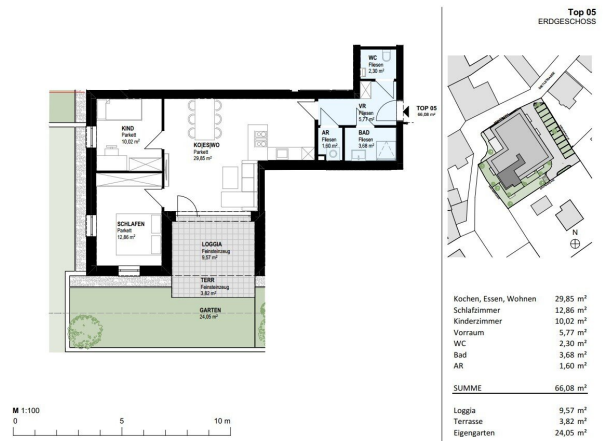 Top 05
ERDGESCHOSS
WC
Fliesen
2,30 m²
VR
Fliesen
5,77 m²
TOP 05
66,08 m²
KIND
Parkett
10,02 m²
KO|ES|WO
Parkett
29,85 m²
AR
Fliesen
1,60 m²
BAD
Fliesen
3,68 m²
SCHLAFEN
Parkett
12,86 m²
LOGGIA
Feinsteinzeug
9,57 m²
TERR
Feinsteinzeug
3,82 m²
GARTEN
24,05 m²
N
Kochen, Essen, Wohnen 29,85 m²
Schlafzimmer 12,86 m²
Kinderzimmer 10,02 m²
Vorraum 5,77 m²
WC 2,30 m²
Bad 3,68 m²
AR 1,60 m²
SUMME 66,08 m²
Loggia 9,57 m²
Terrasse 3,82 m²
Eigengarten 24,05 m²
M 1:100
0 5 10 m